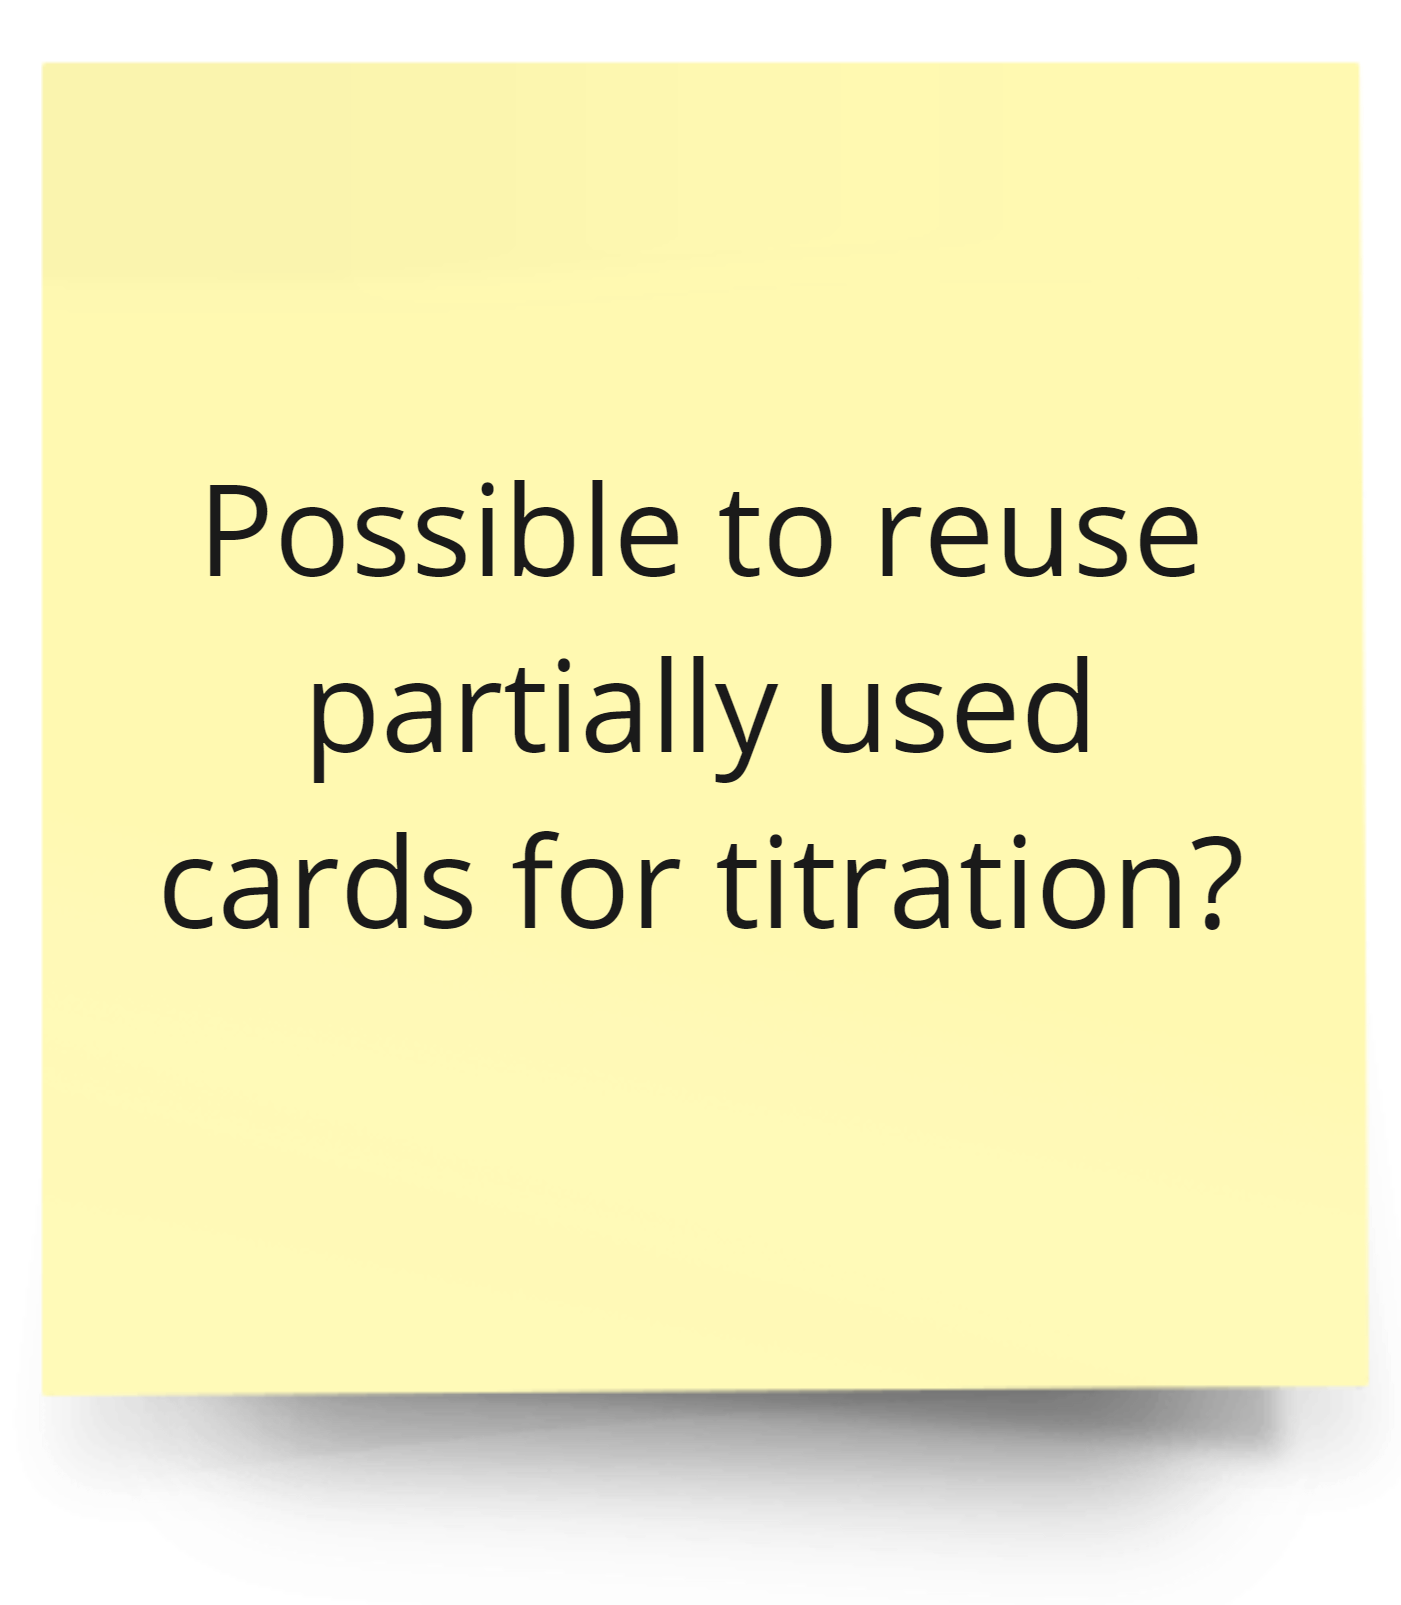 Possible to reuse
partially used
cards for titration?